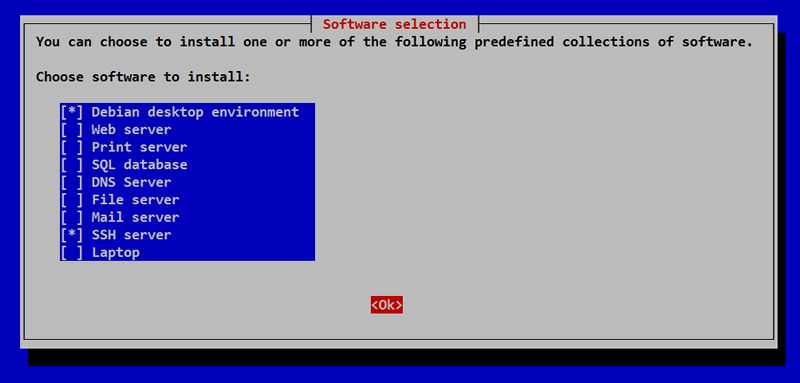 Software selection
You can choose to install one or more of the following predefined collections of software.
Choose software to install:
[*] Debian desktop environment
[ ] Web server
[ ] Print server
[ ] SQL database
[ ] DNS Server
[ ] File server
[ ] Mail server
[*] SSH server
[ ] Laptop
<Ok>